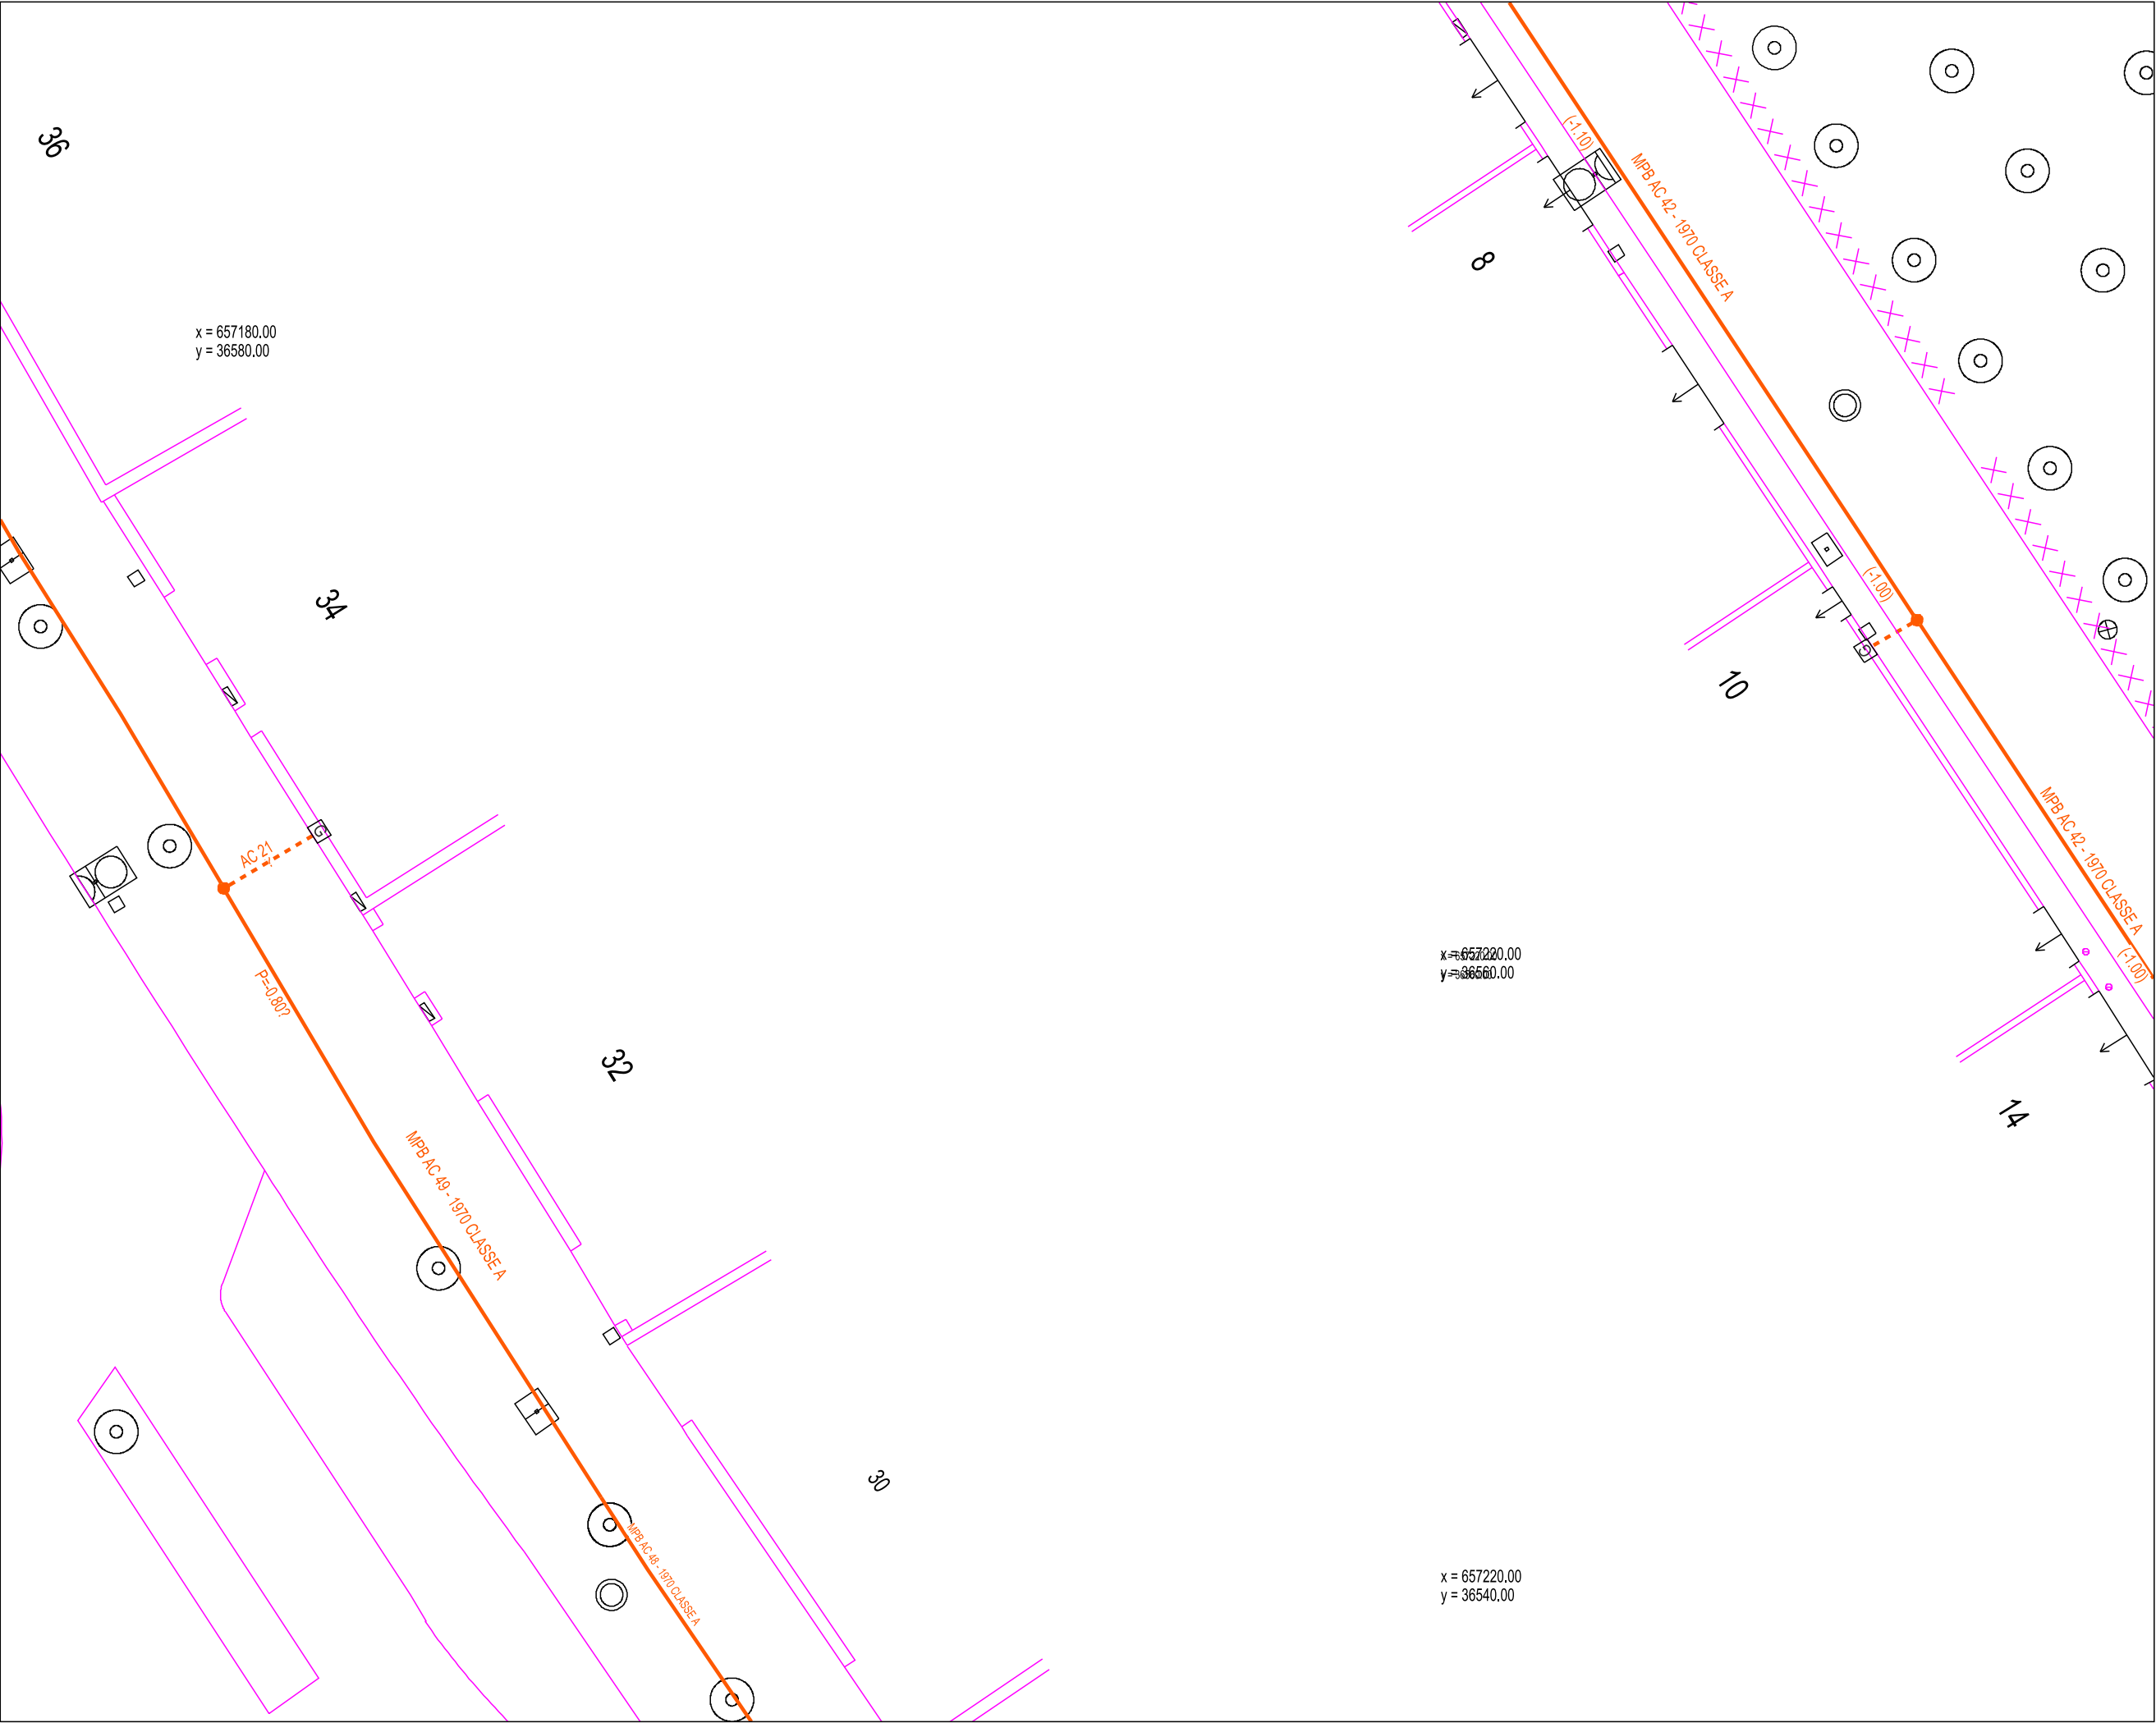 36
(-1.10)
MPB AC 42 - 1970 CLASSE A
8
x = 657180.00
y = 36580.00
34
(-1.00)
G
10
G
AC 21
P=-0.80?
MPB AC 42 - 1970 CLASSE A
(-1.00)
x = 657220.00
y = 36560.00
32
14
MPB AC 49 - 1970 CLASSE A
30
MPB AC 48 - 1970 CLASSE A
x = 657220.00
y = 36540.00